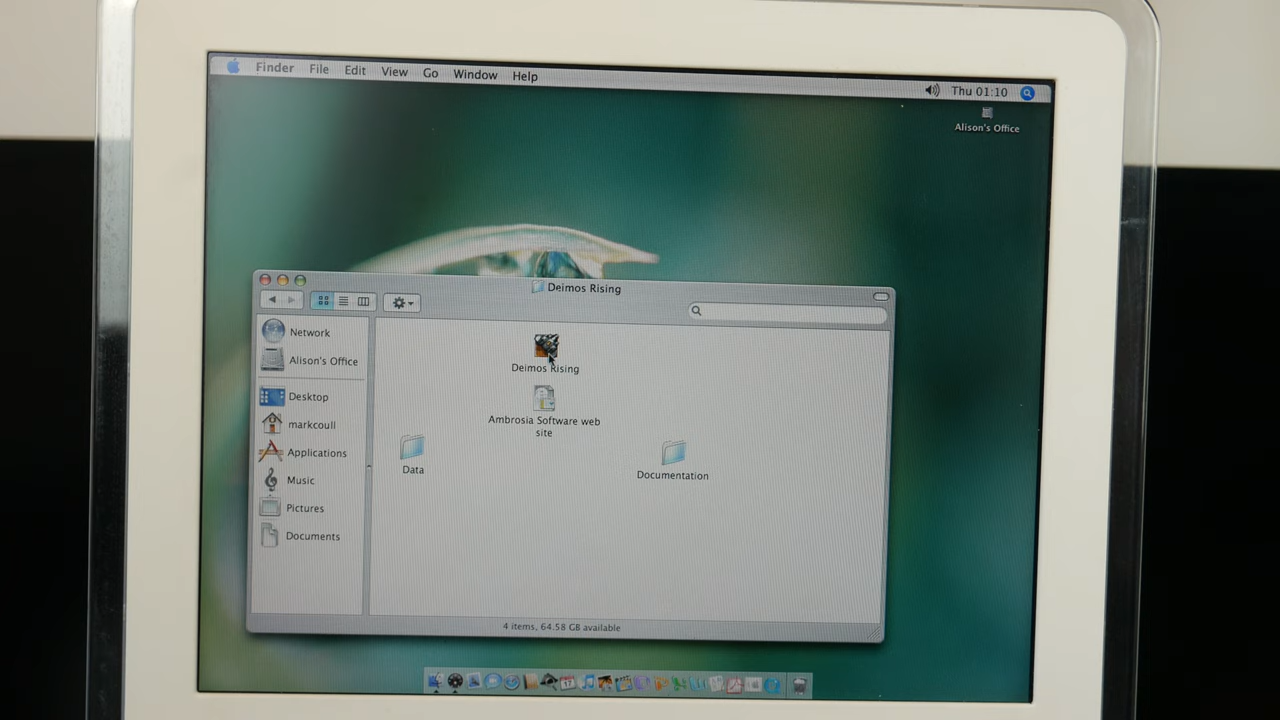 Finder File Edit View Go Window Help
Thu 01:10
Alison's Office
Deimos Rising
Network
Alison's Office
Desktop
markcoull
Applications
Music
Pictures
Documents
Deimos Rising
Ambrosia Software web
site
Data
Documentation
4 items, 64.58 GB available
17